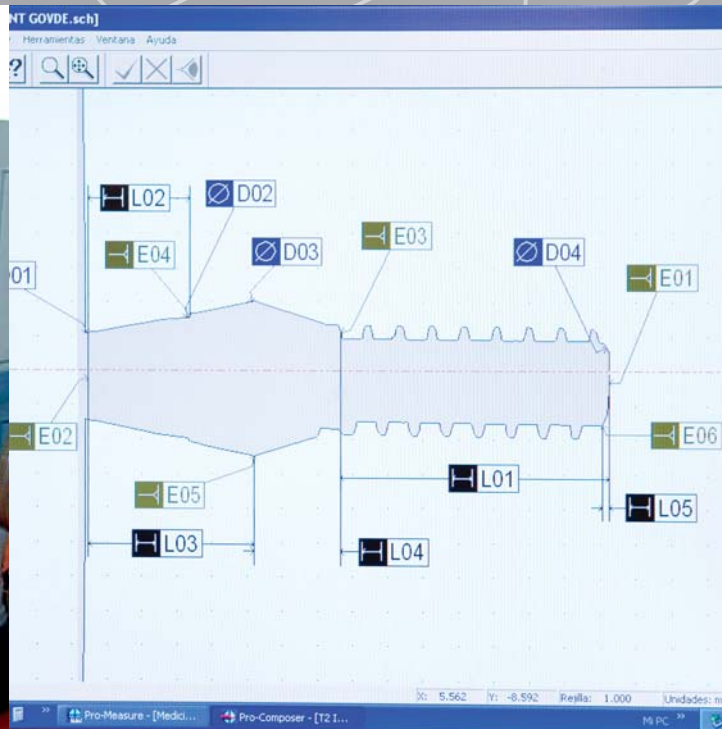 NT GOVDE.sch]
Herramientas Ventana Ayuda
?
L02
D02
E04
D03
E03
D04
E01
D01
E02
E05
L03
L04
L01
E06
L05
X: 5.562 Y: -8.592 Rejilla: 1.000 Unidades:
Pro-Measure - [Medici... Pro-Composer - [T2 I... Mi PC